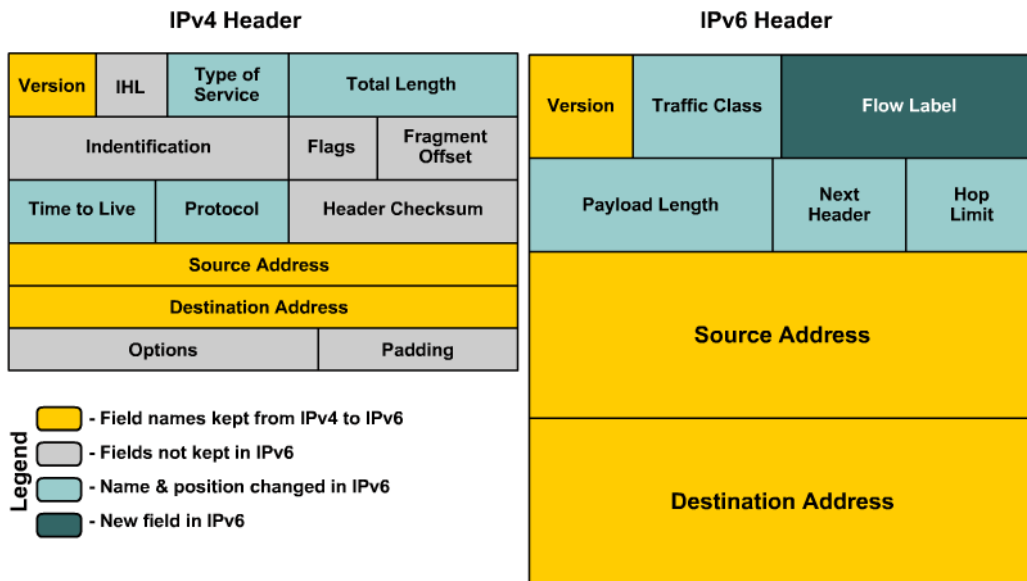 IPv4 Header
Version
IHL
Type of
Service
Total Length
Indentification
Flags
Fragment
Offset
Time to Live
Protocol
Header Checksum
Source Address
Destination Address
Options
Padding
Legend
- Field names kept from IPv4 to IPv6
- Fields not kept in IPv6
- Name & position changed in IPv6
- New field in IPv6
IPv6 Header
Version
Traffic Class
Flow Label
Payload Length
Next
Header
Hop
Limit
Source Address
Destination Address